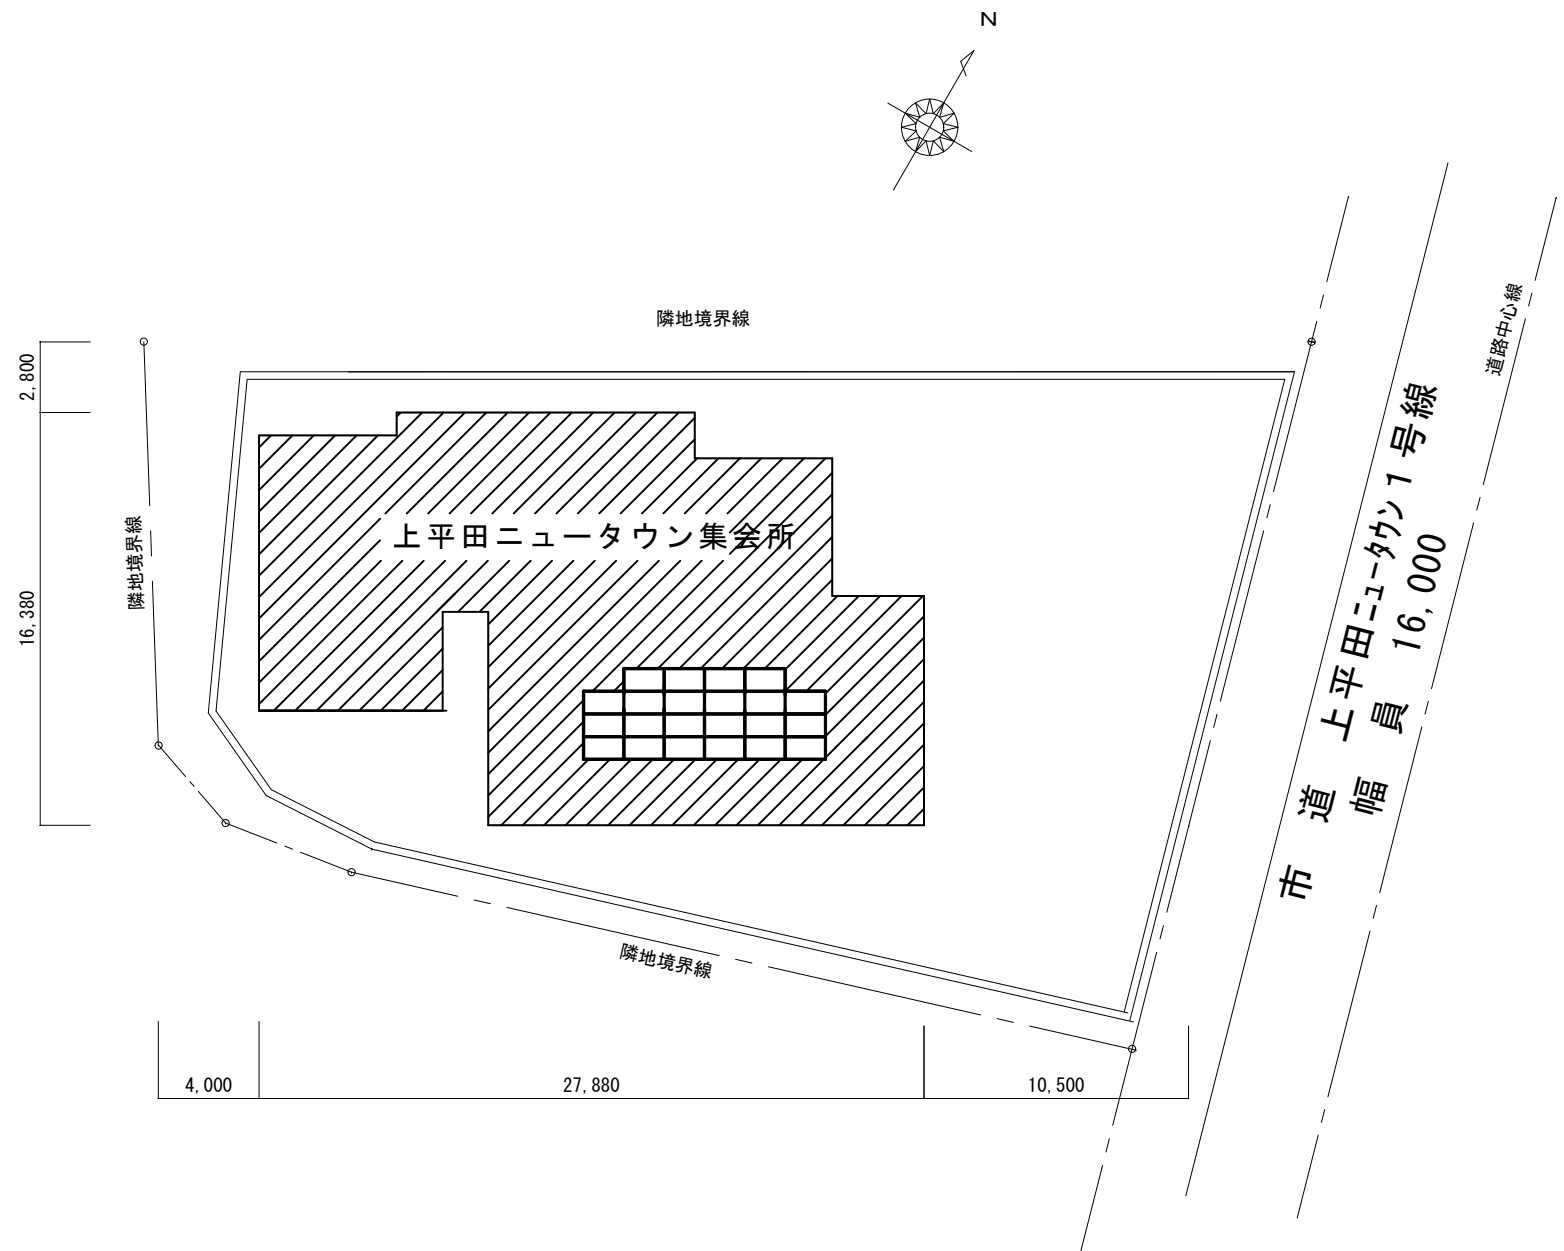 N
隣地境界線
道路中心線
2,800
市 道 上平田ニュータウン1号線
幅 員 16,000
上平田ニュータウン集会所
隣地境界線
16,380
隣地境界線
4,000
27,880
10,500